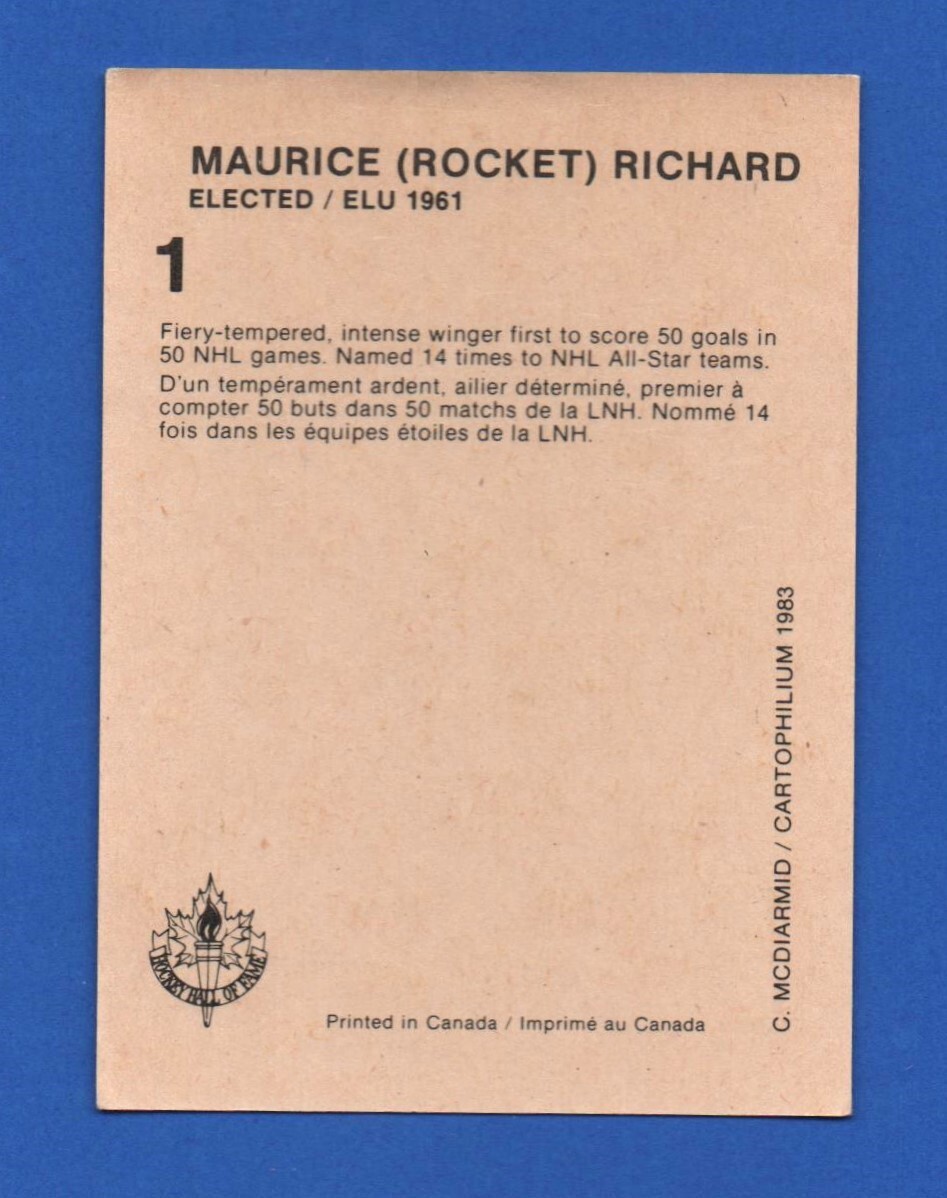 MAURICE (ROCKET) RICHARD
ELECTED / ELU 1961
1
Fiery-tempered, intense winger first to score 50 goals in
50 NHL games. Named 14 times to NHL All-Star teams.
D'un tempérament ardent, ailier déterminé, premier à
compter 50 buts dans 50 matchs de la LNH. Nommé 14
fois dans les équipes étoiles de la LNH.
C. MCDIARMID / CARTOPHILIUM 1983
HOCKEY HALL OF FAME
Printed in Canada / Imprimé au Canada